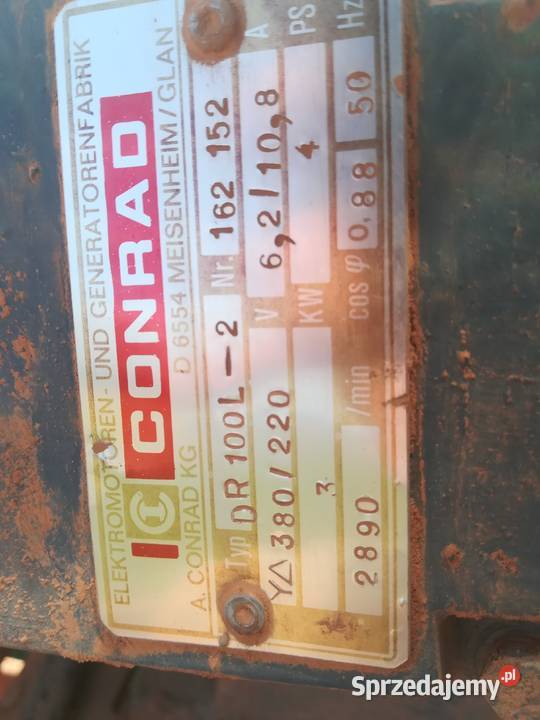 ELEKTROMOTOREN- UND GENERATORENFABRIK
IC CONRAD
A. CONRAD KG D 6554 MEISENHEIM/GLAN
Typ DR 100L-2 Nr. 162 152
Y△ 380/220 V 6,2/10,8 A
3 KW 4 PS
2890 /min cos φ 0,88 50 Hz
Sprzedajemy.pl